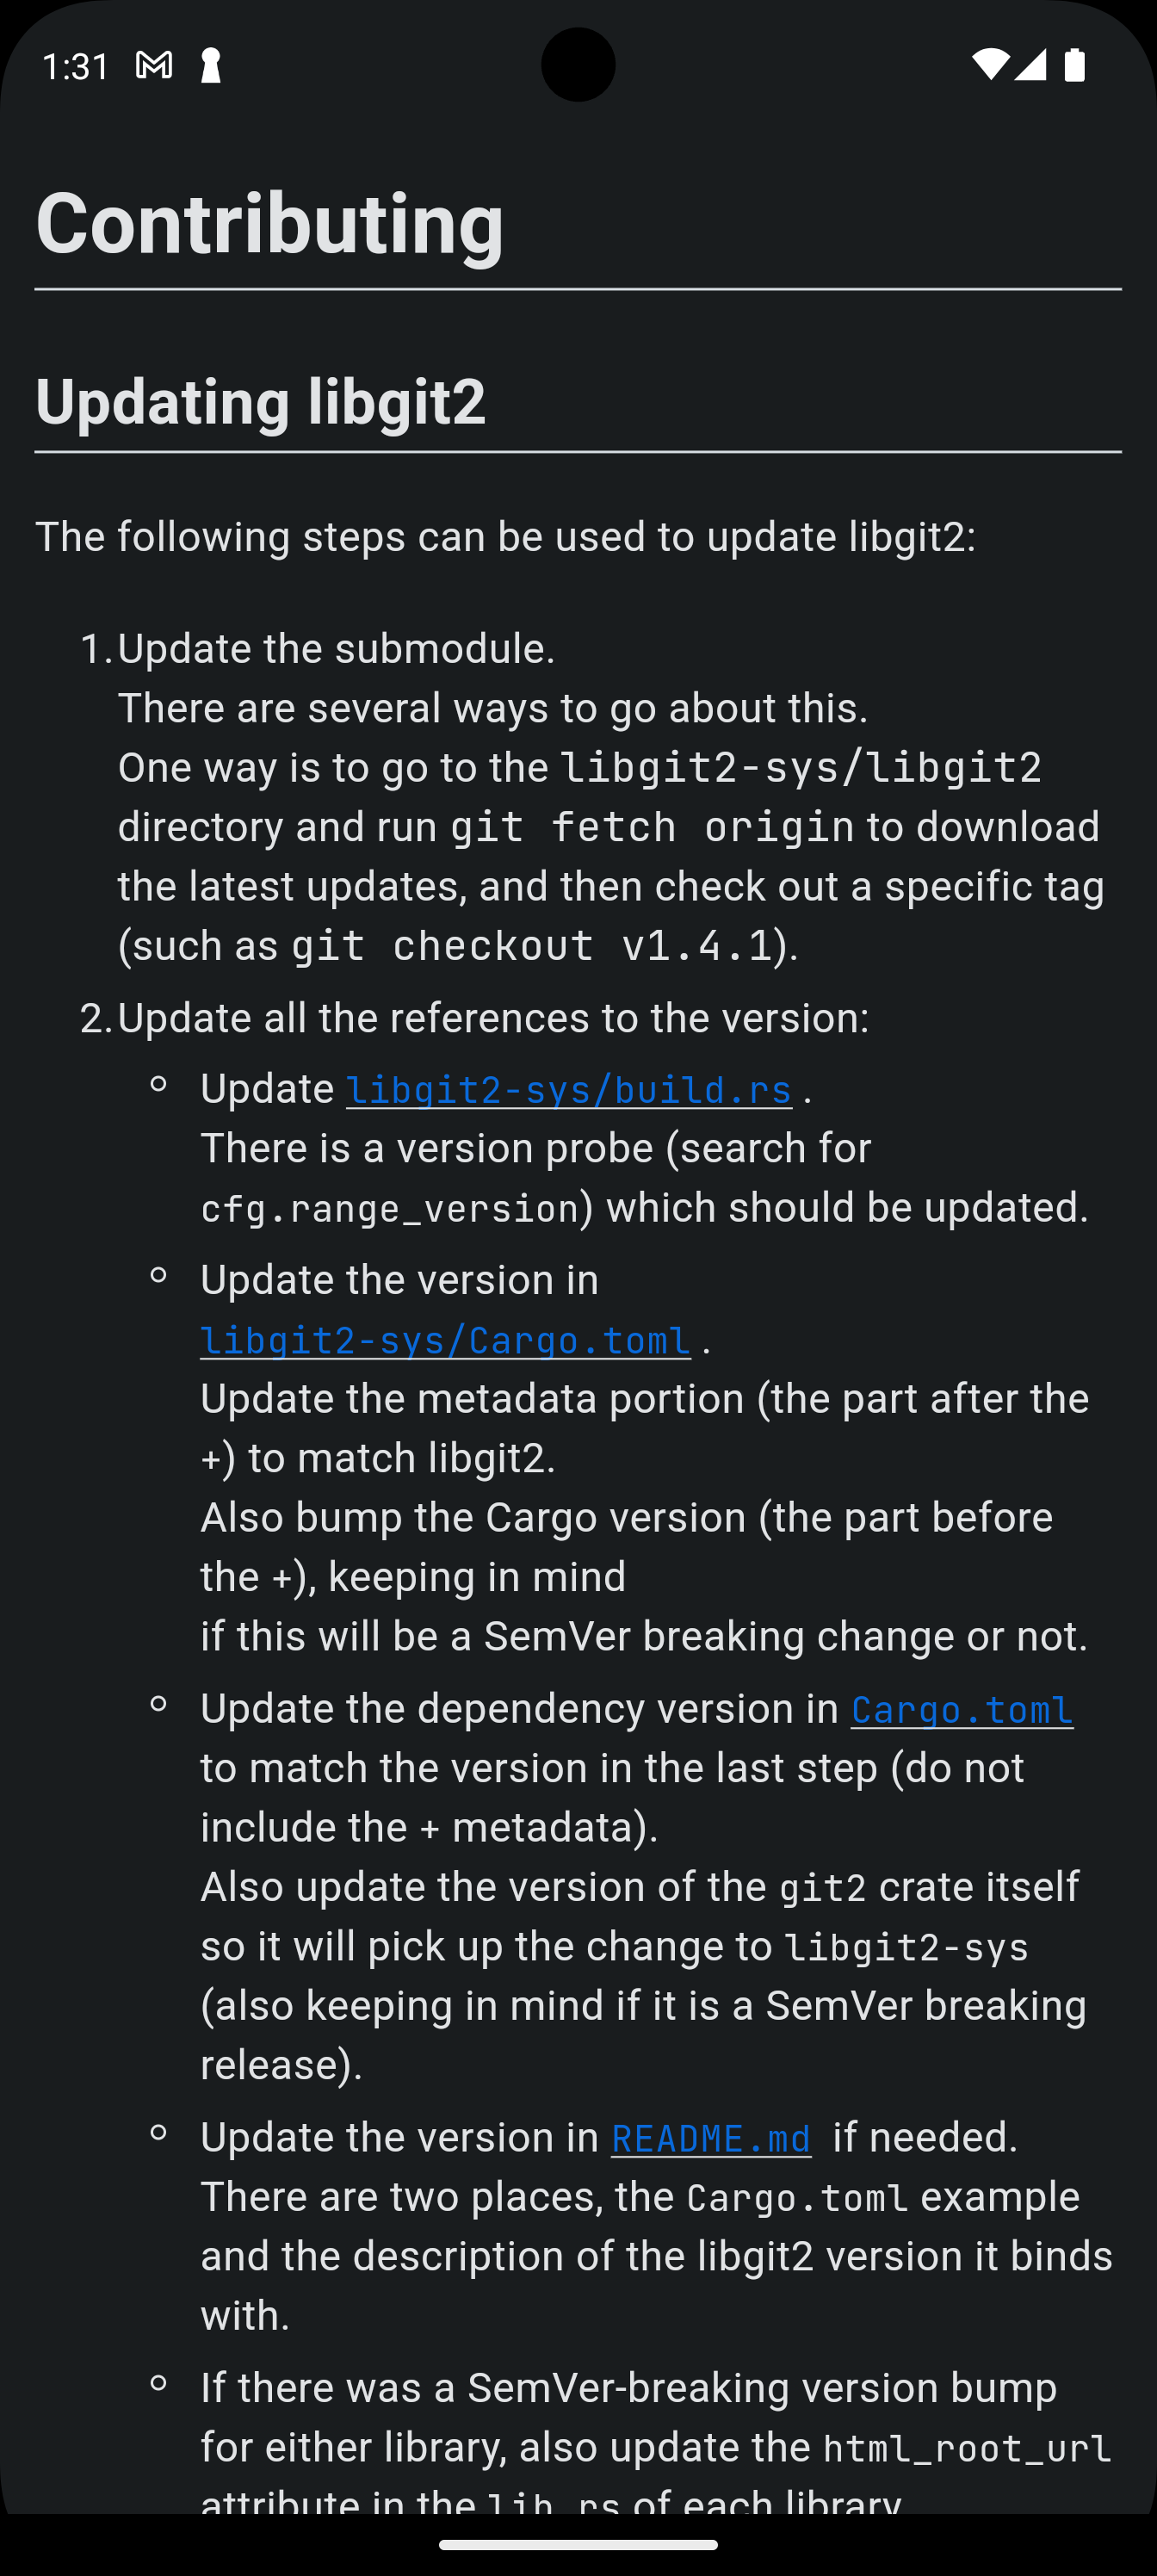 1:31
Contributing
Updating libgit2
The following steps can be used to update libgit2:
1. Update the submodule.
There are several ways to go about this.
One way is to go to the libgit2-sys/libgit2
directory and run git fetch origin to download
the latest updates, and then check out a specific tag
(such as git checkout v1.4.1).
2. Update all the references to the version:
○ Update libgit2-sys/build.rs .
There is a version probe (search for
cfg.range_version) which should be updated.
○ Update the version in
libgit2-sys/Cargo.toml .
Update the metadata portion (the part after the
+) to match libgit2.
Also bump the Cargo version (the part before
the +), keeping in mind
if this will be a SemVer breaking change or not.
○ Update the dependency version in Cargo.toml
to match the version in the last step (do not
include the + metadata).
Also update the version of the git2 crate itself
so it will pick up the change to libgit2-sys
(also keeping in mind if it is a SemVer breaking
release).
○ Update the version in README.md if needed.
There are two places, the Cargo.toml example
and the description of the libgit2 version it binds
with.
○ If there was a SemVer-breaking version bump
for either library, also update the html_root_url
attribute in the lib.rs of each library